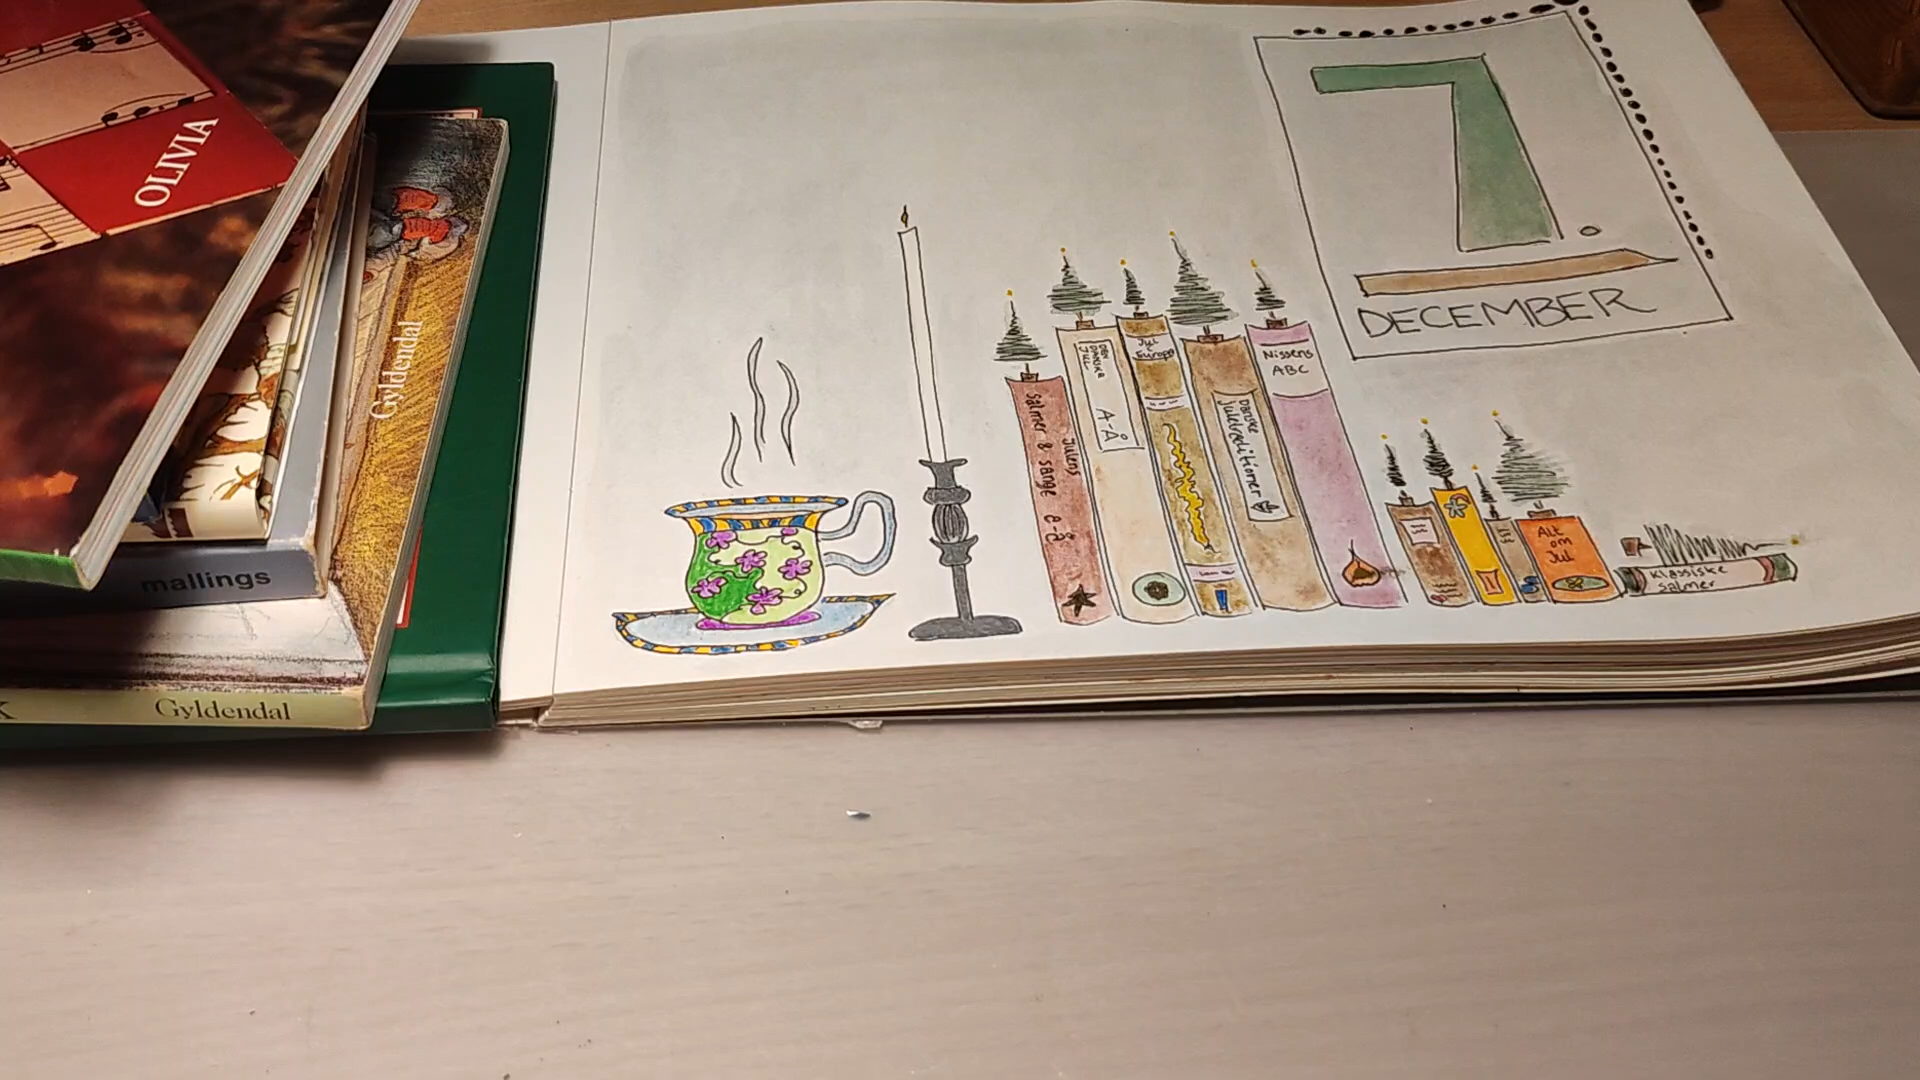 OLIVIA
Gyldendal
mallings
K
Gyldendal
7.
DECEMBER
Julens
Salmer & sange a-å
DEN
DANSKE
JUL
A-Å
Jul
i
Europa
Danske
juletraditioner
Nissens
ABC
Alt
om
Jul
Klassiske
salmer